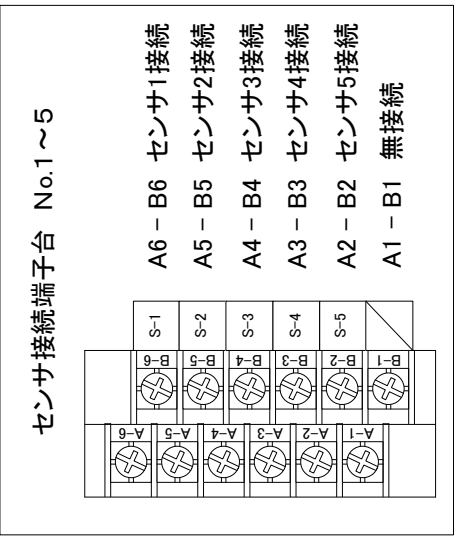 センサ接続端子台 No.1～5
A6 － B6 センサ1接続
A5 － B5 センサ2接続
A4 － B4 センサ3接続
A3 － B3 センサ4接続
A2 － B2 センサ5接続
A1 － B1 無接続
S-1
S-2
S-3
S-4
S-5
B-6
B-5
B-4
B-3
B-2
B-1
A-6
A-5
A-4
A-3
A-2
A-1